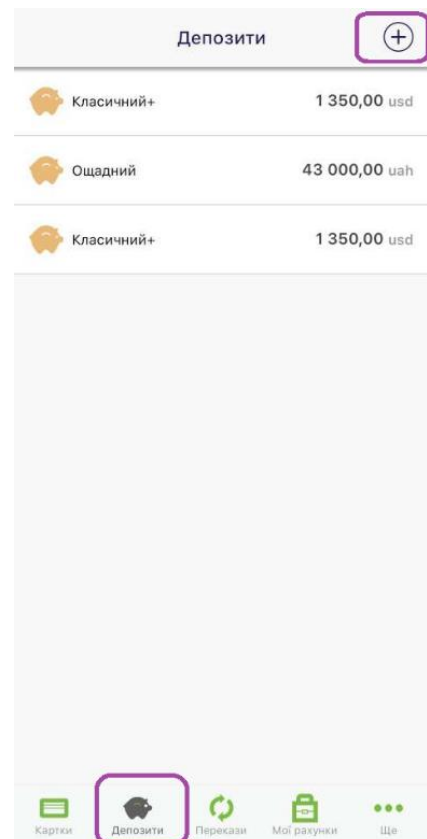 Депозити
Класичний+ 1 350,00 usd
Ощадний 43 000,00 uah
Класичний+ 1 350,00 usd
Картки Депозити Перекази Мої рахунки Ще